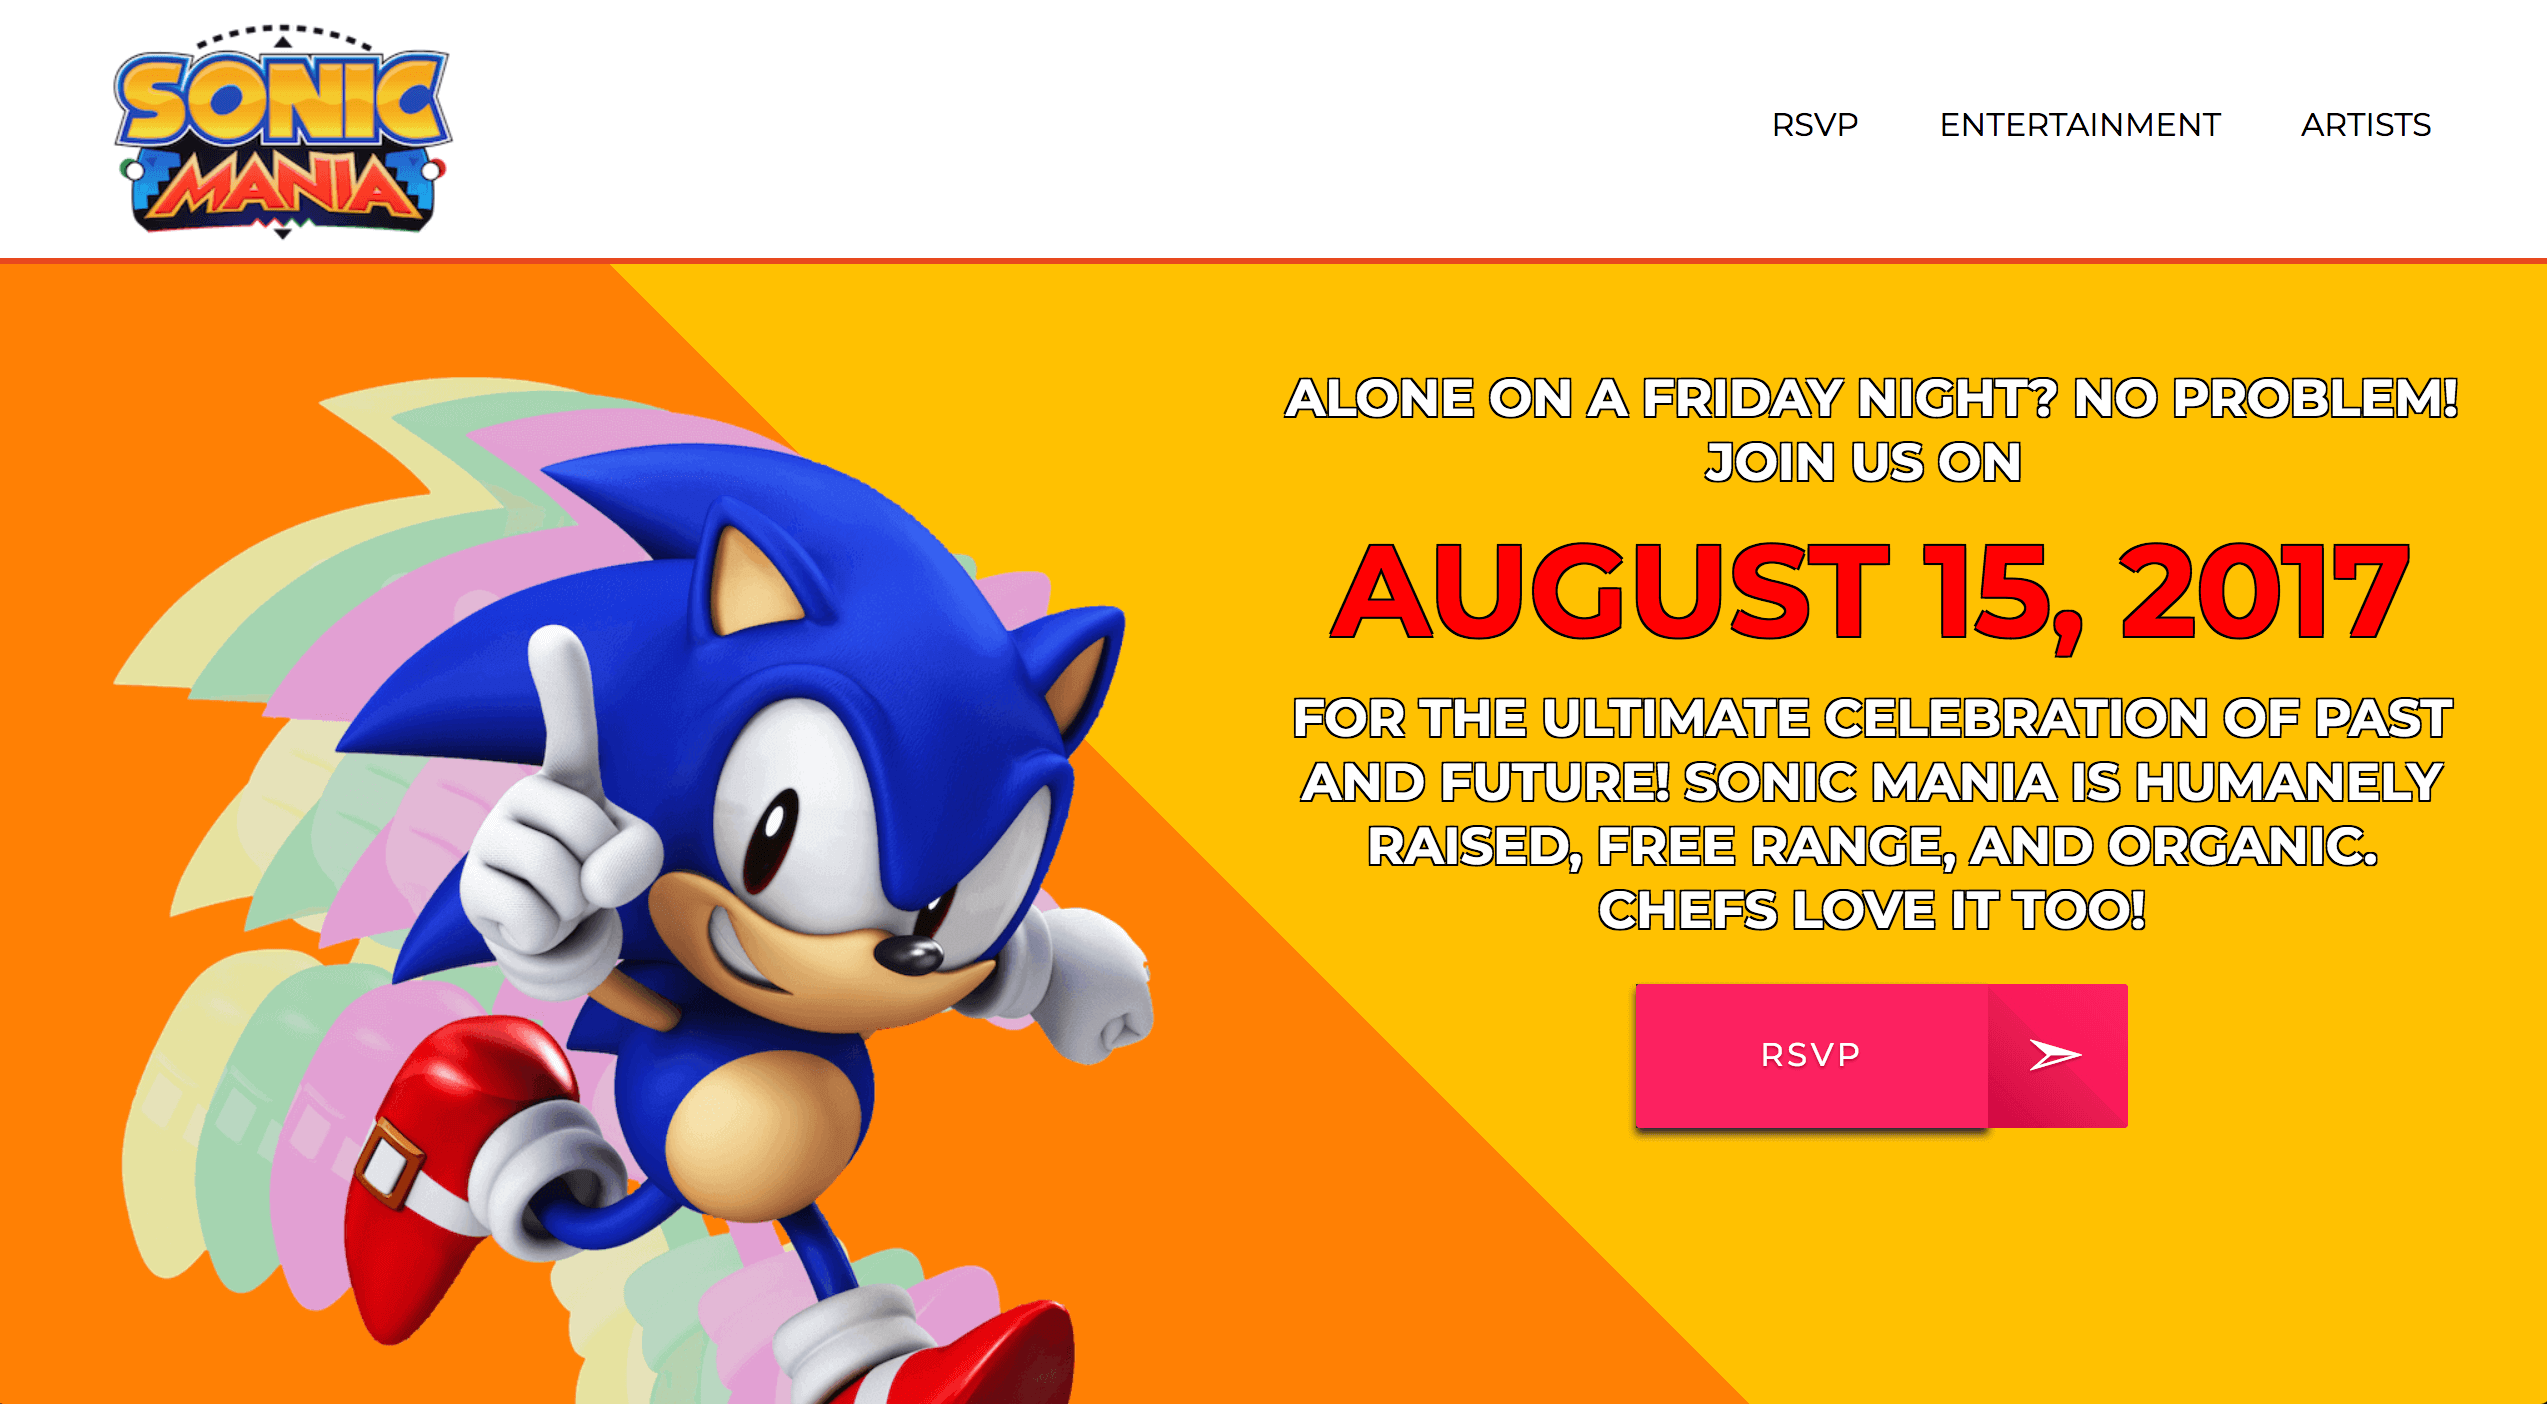 SONIC
MANIA
RSVP ENTERTAINMENT ARTISTS
ALONE ON A FRIDAY NIGHT? NO PROBLEM!
JOIN US ON
AUGUST 15, 2017
FOR THE ULTIMATE CELEBRATION OF PAST
AND FUTURE! SONIC MANIA IS HUMANELY
RAISED, FREE RANGE, AND ORGANIC.
CHEFS LOVE IT TOO!
RSVP